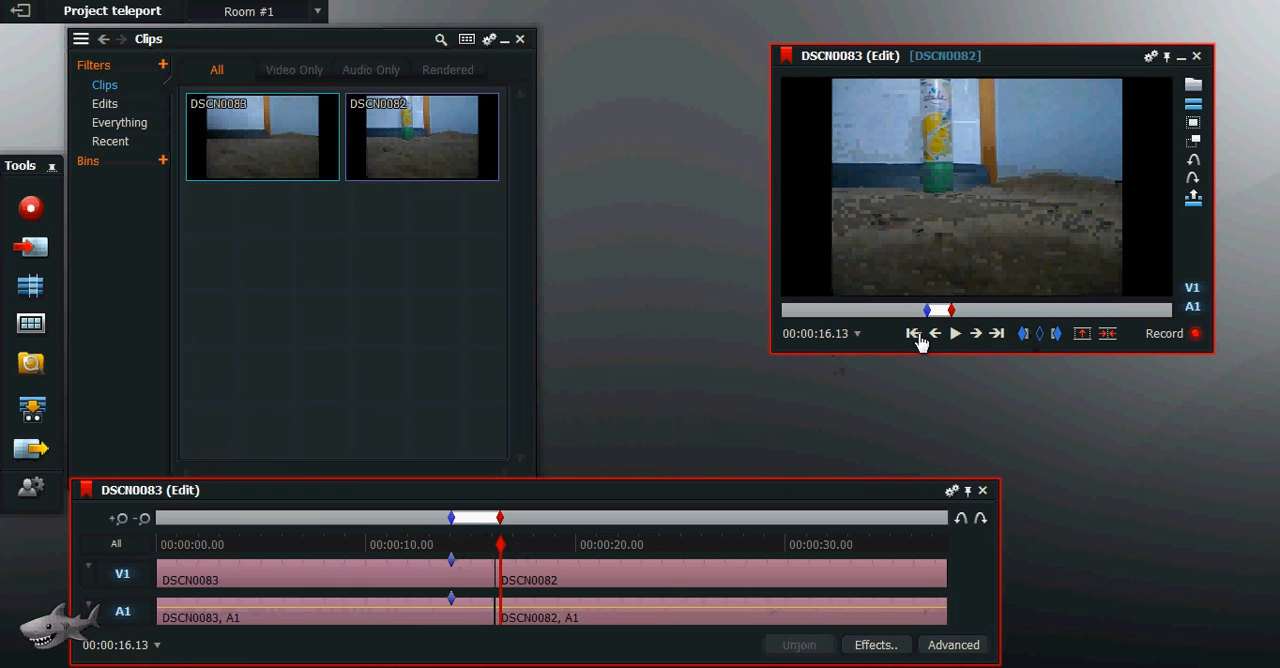 Project teleport
Room #1
Clips
Filters +
Clips
Edits
Everything
Recent
Bins +
All Video Only Audio Only Rendered
DSCN0083 DSCN0082
Tools
DSCN0083 (Edit) [DSCN0082]
V1
A1
00:00:16.13
Record
DSCN0083 (Edit)
All
00:00:00.00 00:00:10.00 00:00:20.00 00:00:30.00
V1
DSCN0083 DSCN0082
A1
DSCN0083, A1 DSCN0082, A1
00:00:16.13
Unjoin Effects.. Advanced